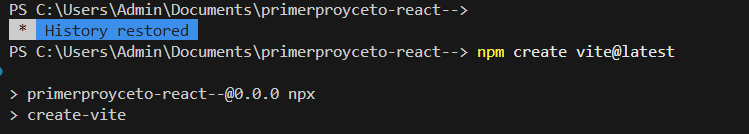 PS C:\Users\Admin\Documents\primerproyceto-react-->
* History restored
PS C:\Users\Admin\Documents\primerproyceto-react--> npm create vite@latest
> primerproyceto-react--@0.0.0 npx
> create-vite